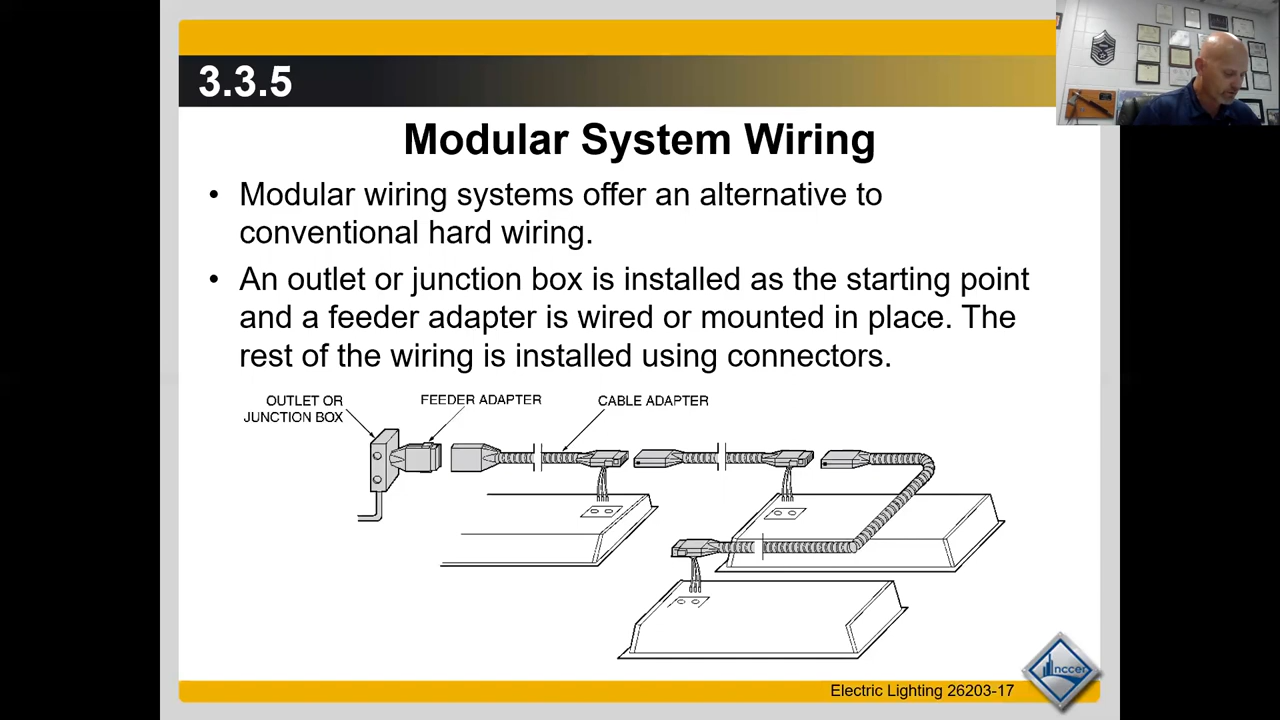 3.3.5
Modular System Wiring
• Modular wiring systems offer an alternative to
conventional hard wiring.
• An outlet or junction box is installed as the starting point
and a feeder adapter is wired or mounted in place. The
rest of the wiring is installed using connectors.
OUTLET OR
JUNCTION BOX
FEEDER ADAPTER
CABLE ADAPTER
Electric Lighting 26203-17
nccer